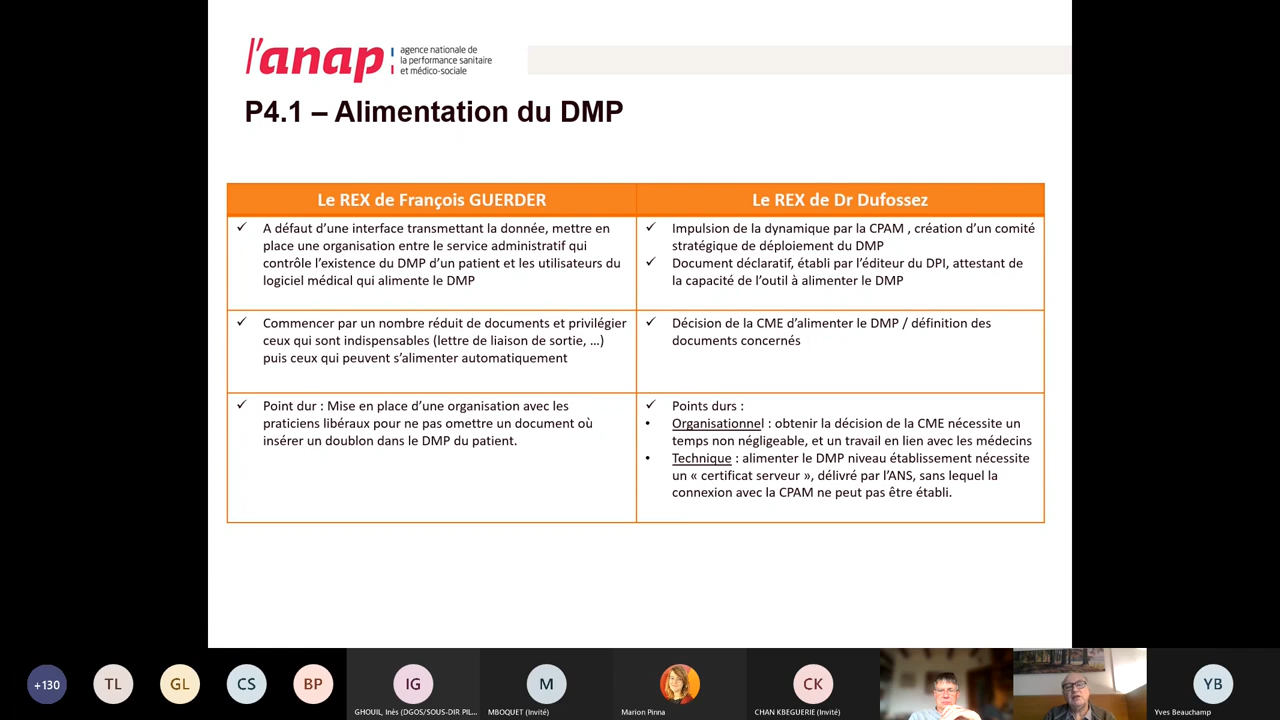 l'anap
agence nationale de
la performance sanitaire
et médico-sociale
P4.1 – Alimentation du DMP
Le REX de François GUERDER
A défaut d'une interface transmettant la donnée, mettre en
place une organisation entre le service administratif qui
contrôle l'existence du DMP d'un patient et les utilisateurs du
logiciel médical qui alimente le DMP
Le REX de Dr Dufossez
Impulsion de la dynamique par la CPAM , création d'un comité
stratégique de déploiement du DMP
Document déclaratif, établi par l'éditeur du DPI, attestant de
la capacité de l'outil à alimenter le DMP
Commencer par un nombre réduit de documents et privilégier
ceux qui sont indispensables (lettre de liaison de sortie, …)
puis ceux qui peuvent s'alimenter automatiquement
Décision de la CME d'alimenter le DMP / définition des
documents concernés
Point dur : Mise en place d'une organisation avec les
praticiens libéraux pour ne pas omettre un document où
insérer un doublon dans le DMP du patient.
Points durs :
Organisationnel : obtenir la décision de la CME nécessite un
temps non négligeable, et un travail en lien avec les médecins
Technique : alimenter le DMP niveau établissement nécessite
un « certificat serveur », délivré par l'ANS, sans lequel la
connexion avec la CPAM ne peut pas être établi.
+130
TL
GL
CS
BP
IG
GHOUIL, Inès (DGOS/SOUS-DIR PIL...
M
MBOQUET (Invité)
Marion Pinna
CK
CHAN KBEGUERIE (Invité)
YB
Yves Beauchamp